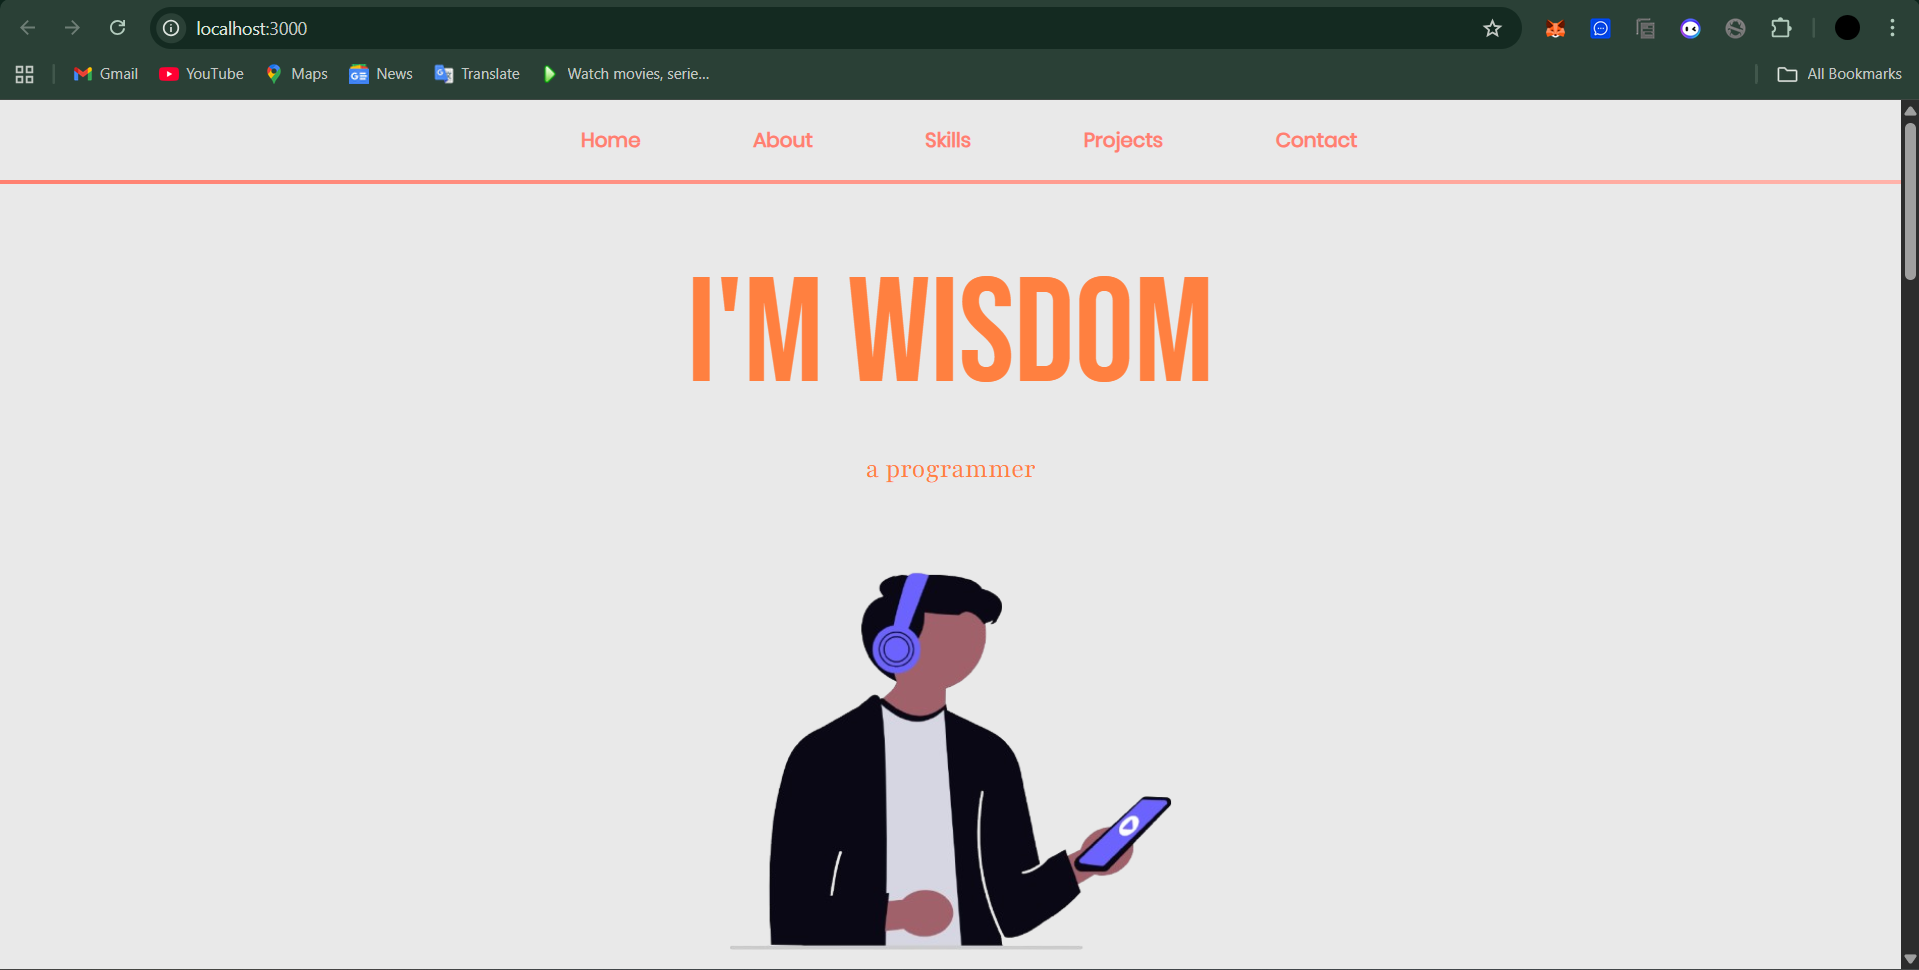 localhost:3000
Gmail YouTube Maps News Translate Watch movies, serie... All Bookmarks
Home About Skills Projects Contact
I'M WISDOM
a programmer